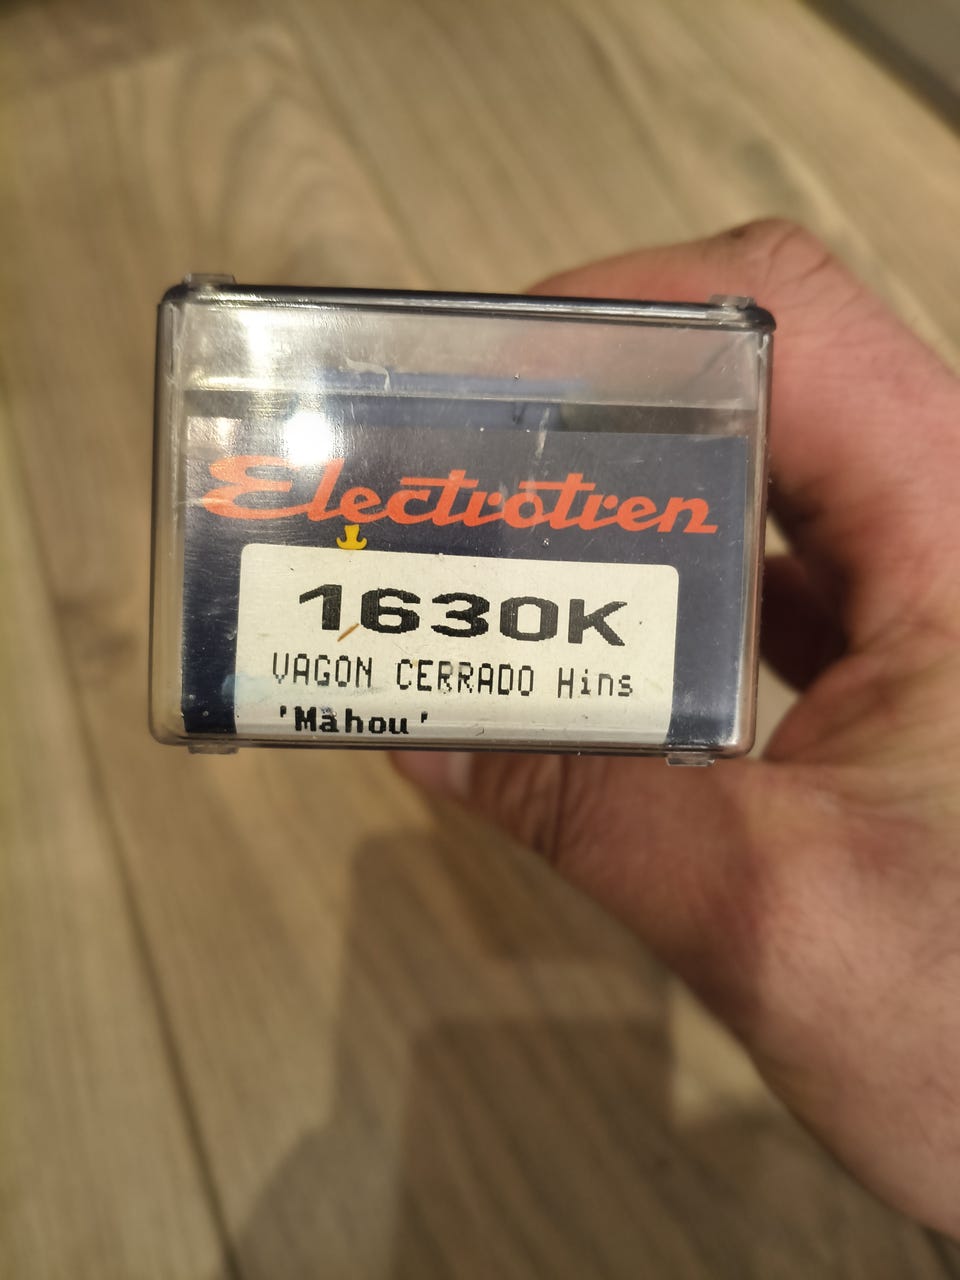 Electrotren
1630K
VAGON CERRADO Hins
'Mahou'